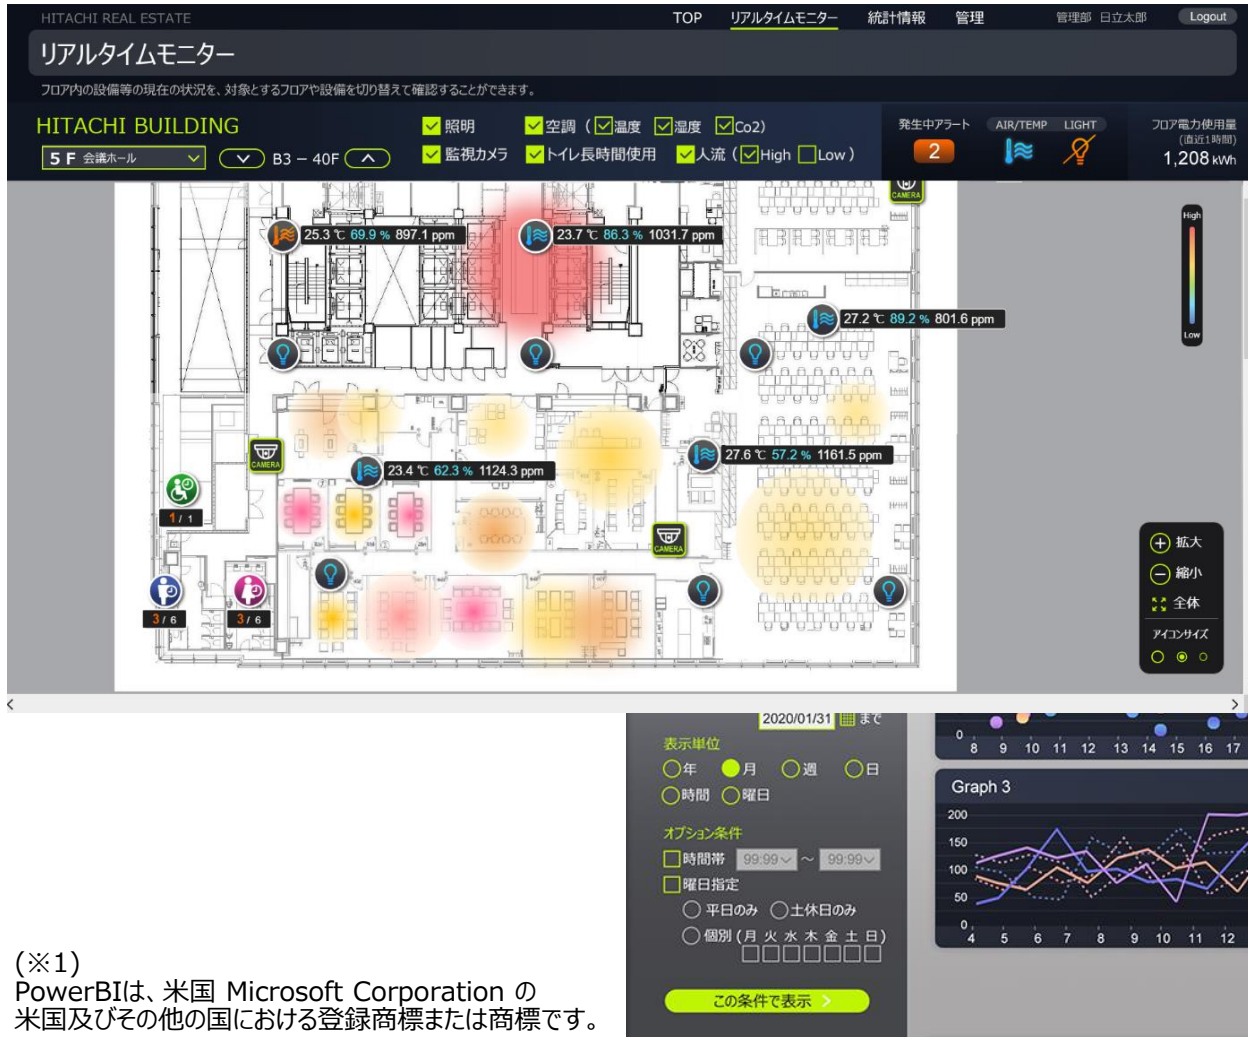 HITACHI REAL ESTATE
TOP リアルタイムモニター 統計情報 管理 管理部 日立太郎 Logout
リアルタイムモニター
フロア内の設備等の現在の状況を、対象とするフロアや設備を切り替えて確認することができます。
HITACHI BUILDING
5 F 会議ホール
B3 – 40F
照明 空調 ( 温度 湿度 Co2)
監視カメラ トイレ長時間使用 人流 ( High Low )
発生中アラート
2
AIR/TEMP LIGHT
フロア電力使用量
(直近1時間)
1,208 kWh
CAMERA
High
25.3 ℃ 69.9 % 897.1 ppm
23.7 ℃ 86.3 % 1031.7 ppm
27.2 ℃ 89.2 % 801.6 ppm
Low
CAMERA
27.6 ℃ 57.2 % 1161.5 ppm
23.4 ℃ 62.3 % 1124.3 ppm
1 / 1
CAMERA
3 / 6
3 / 6
拡大
縮小
全体
アイコンサイズ
2020/01/31 まで
表示単位
年 月 週 日
時間 曜日
オプション条件
時間帯 99:99 ～ 99:99
曜日指定
平日のみ 土休日のみ
個別 (月 火 水 木 金 土 日)
この条件で表示
0
8 9 10 11 12 13 14 15 16 17
Graph 3
200
150
100
50
0
4 5 6 7 8 9 10 11 12
(※1)
PowerBIは、米国 Microsoft Corporation の
米国及びその他の国における登録商標または商標です。